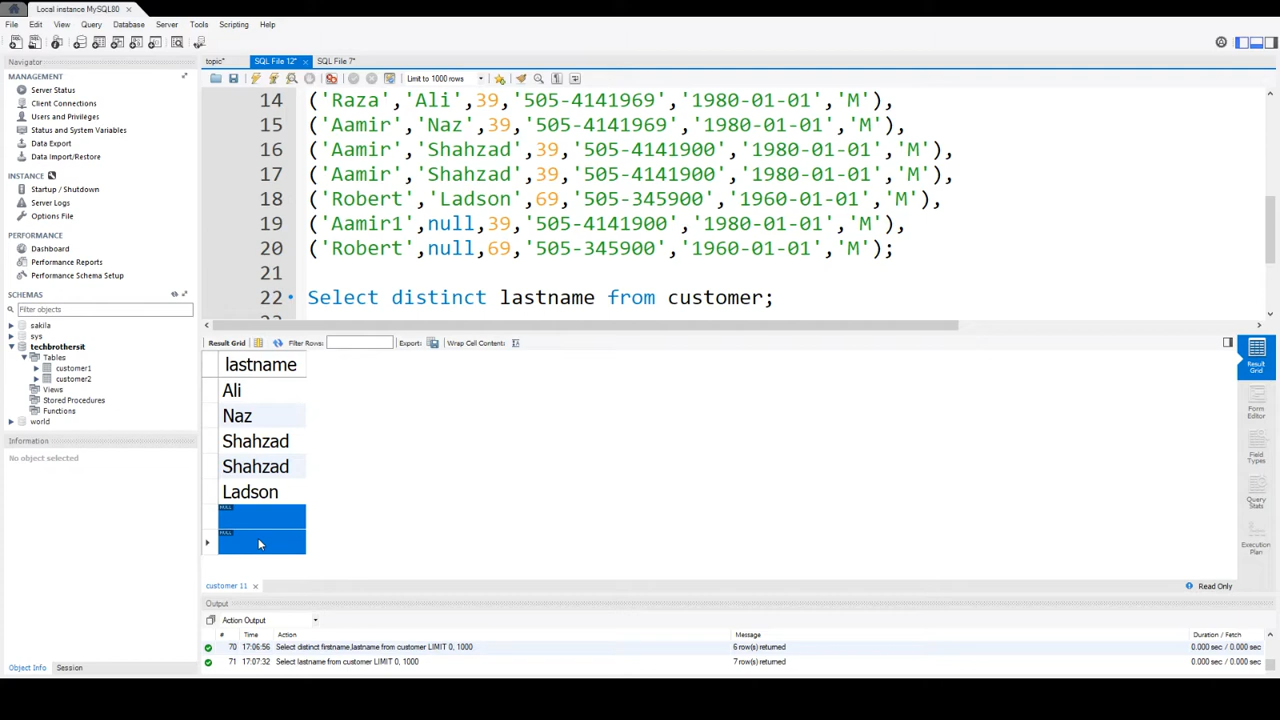 Local instance MySQL80 ×
File Edit View Query Database Server Tools Scripting Help
Navigator
MANAGEMENT
Server Status
Client Connections
Users and Privileges
Status and System Variables
Data Export
Data Import/Restore
INSTANCE
Startup / Shutdown
Server Logs
Options File
PERFORMANCE
Dashboard
Performance Reports
Performance Schema Setup
SCHEMAS
Filter objects
sakila
sys
techbrothersit
Tables
customer1
customer2
Views
Stored Procedures
Functions
world
Information
No object selected
Object Info Session
topic* SQL File 12* × SQL File 7*
Limit to 1000 rows
14 ('Raza','Ali',39,'505-4141969','1980-01-01','M'),
15 ('Aamir','Naz',39,'505-4141969','1980-01-01','M'),
16 ('Aamir','Shahzad',39,'505-4141900','1980-01-01','M'),
17 ('Aamir','Shahzad',39,'505-4141900','1980-01-01','M'),
18 ('Robert','Ladson',69,'505-345900','1960-01-01','M'),
19 ('Aamir1',null,39,'505-4141900','1980-01-01','M'),
20 ('Robert',null,69,'505-345900','1960-01-01','M');
21
22 Select distinct lastname from customer;
Result Grid Filter Rows: Export: Wrap Cell Content:
lastname
Ali
Naz
Shahzad
Shahzad
Ladson
NULL
NULL
Result Grid
Form Editor
Field Types
Query Stats
Execution Plan
customer 11 × Read Only
Output
Action Output
# Time Action Message Duration / Fetch
70 17:06:56 Select distinct firstname,lastname from customer LIMIT 0, 1000 6 row(s) returned 0.000 sec / 0.000 sec
71 17:07:32 Select lastname from customer LIMIT 0, 1000 7 row(s) returned 0.000 sec / 0.000 sec